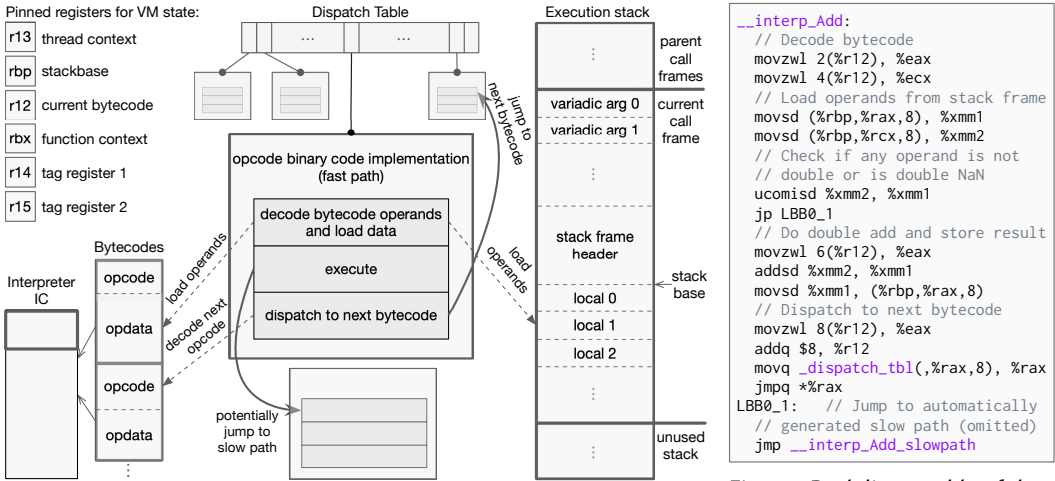 Pinned registers for VM state:
r13 thread context
rbp stackbase
r12 current bytecode
rbx function context
r14 tag register 1
r15 tag register 2
Interpreter
IC
Bytecodes
opcode
opdata
opcode
opdata
⋮
Dispatch Table
...
...
opcode binary code implementation
(fast path)
decode bytecode operands
and load data
execute
dispatch to next bytecode
load operands
decode next
opcode
load
operands
jump to
next bytecode
potentially
jump to
slow path
Execution stack
⋮
parent
call
frames
variadic arg 0
variadic arg 1
current
call
frame
⋮
stack frame
header
stack
base
local 0
local 1
local 2
⋮
⋮
unused
stack
__interp_Add:
// Decode bytecode
movzwl 2(%r12), %eax
movzwl 4(%r12), %ecx
// Load operands from stack frame
movsd (%rbp,%rax,8), %xmm1
movsd (%rbp,%rcx,8), %xmm2
// Check if any operand is not
// double or is double NaN
ucomisd %xmm2, %xmm1
jp LBB0_1
// Do double add and store result
movzwl 6(%r12), %eax
addsd %xmm2, %xmm1
movsd %xmm1, (%rbp,%rax,8)
// Dispatch to next bytecode
movzwl 8(%r12), %eax
addq $8, %r12
movq _dispatch_tbl(,%rax,8), %rax
jmpq *%rax
LBB0_1: // Jump to automatically
// generated slow path (omitted)
jmp __interp_Add_slowpath